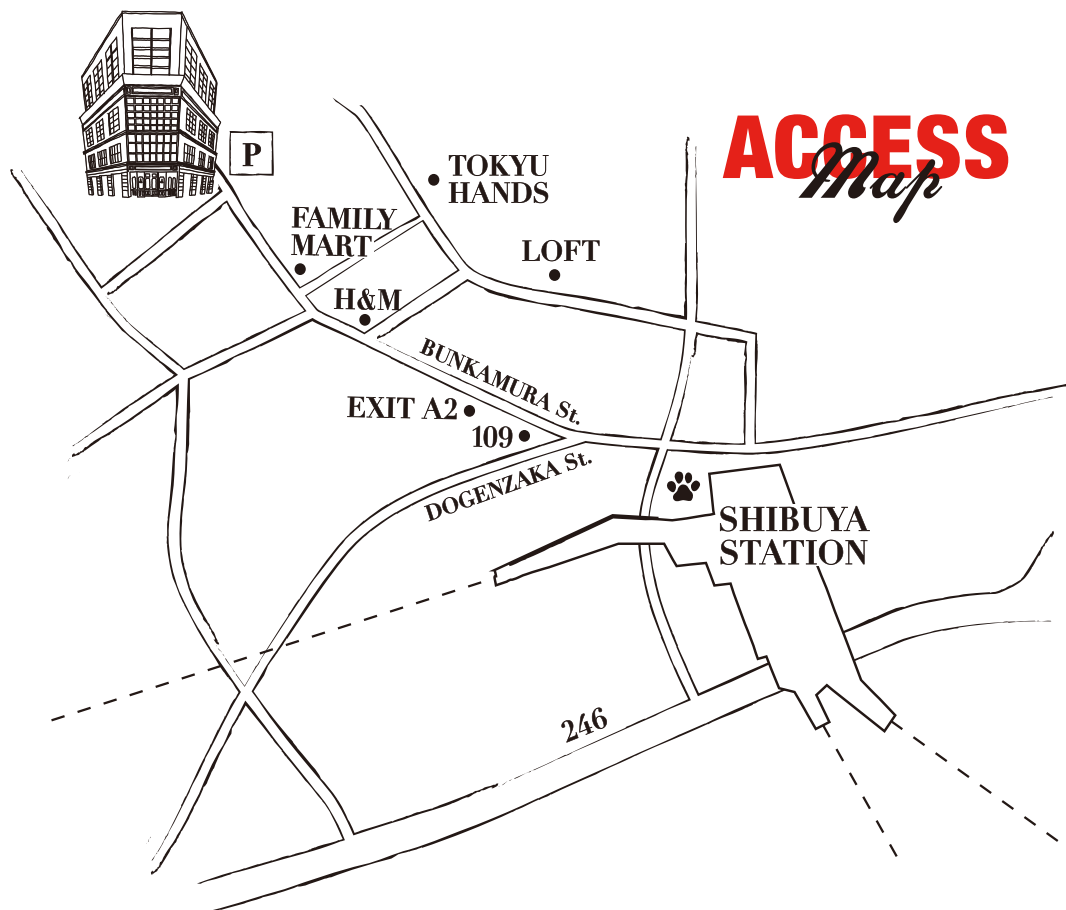 ACCESS
Map
P
TOKYU
HANDS
FAMILY
MART
LOFT
H&M
BUNKAMURA St.
EXIT A2
109
DOGENZAKA St.
SHIBUYA
STATION
246